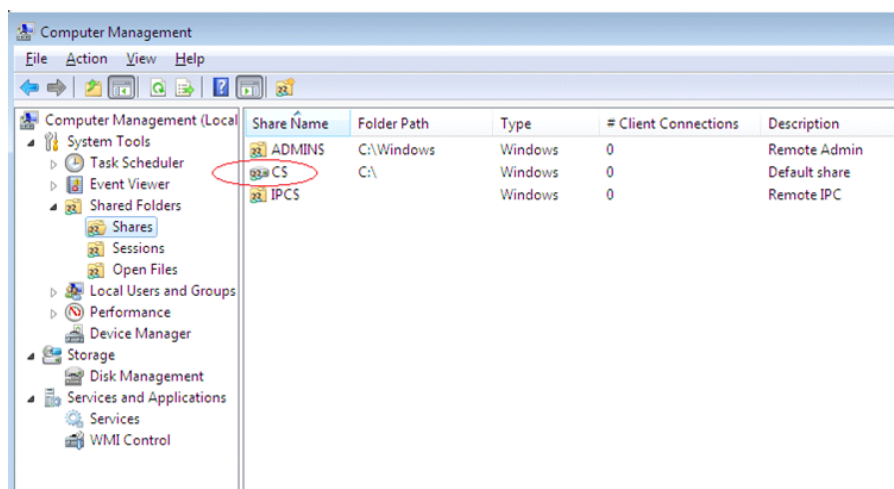 Computer Management
File Action View Help
Computer Management (Local
System Tools
Task Scheduler
Event Viewer
Shared Folders
Shares
Sessions
Open Files
Local Users and Groups
Performance
Device Manager
Storage
Disk Management
Services and Applications
Services
WMI Control
Share Name Folder Path Type # Client Connections Description
ADMIN$ C:\Windows Windows 0 Remote Admin
C$ C:\ Windows 0 Default share
IPC$ Windows 0 Remote IPC